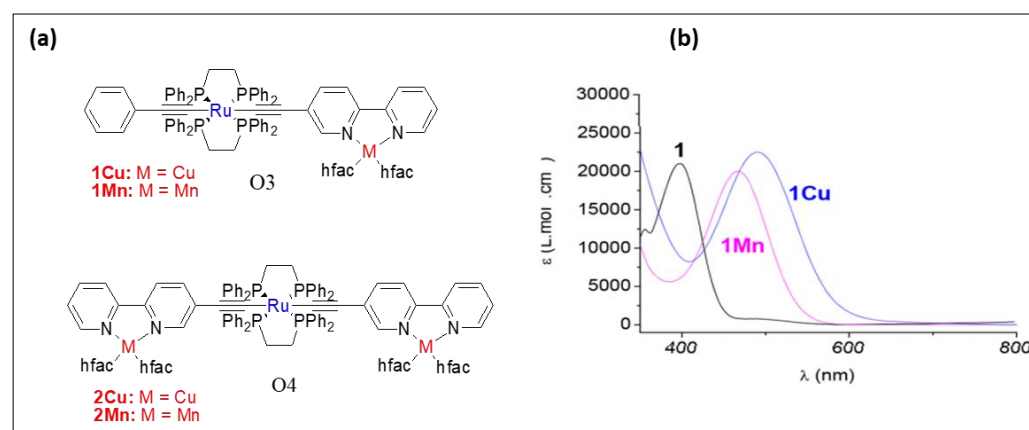 (a)
Ph₂P PPh₂
Ru
Ph₂P PPh₂
N N
M
hfac hfac
1Cu: M = Cu
1Mn: M = Mn
O3
Ph₂P PPh₂
Ru
Ph₂P PPh₂
N N
M
hfac hfac
N N
M
hfac hfac
2Cu: M = Cu
2Mn: M = Mn
O4
(b)
30000
25000
20000
15000
10000
5000
0
ε (L.mol .cm )
1
1Cu
1Mn
400 600 800
λ (nm)